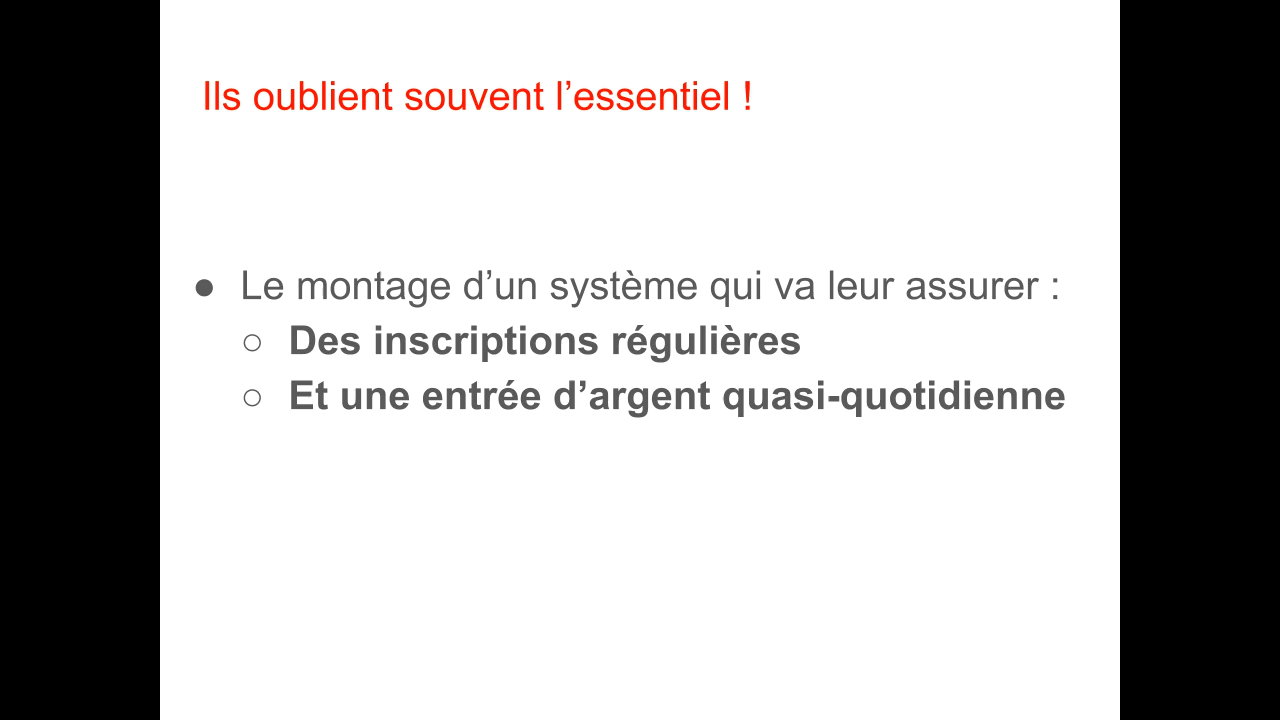 Ils oublient souvent l’essentiel !
● Le montage d’un système qui va leur assurer :
○ Des inscriptions régulières
○ Et une entrée d’argent quasi-quotidienne